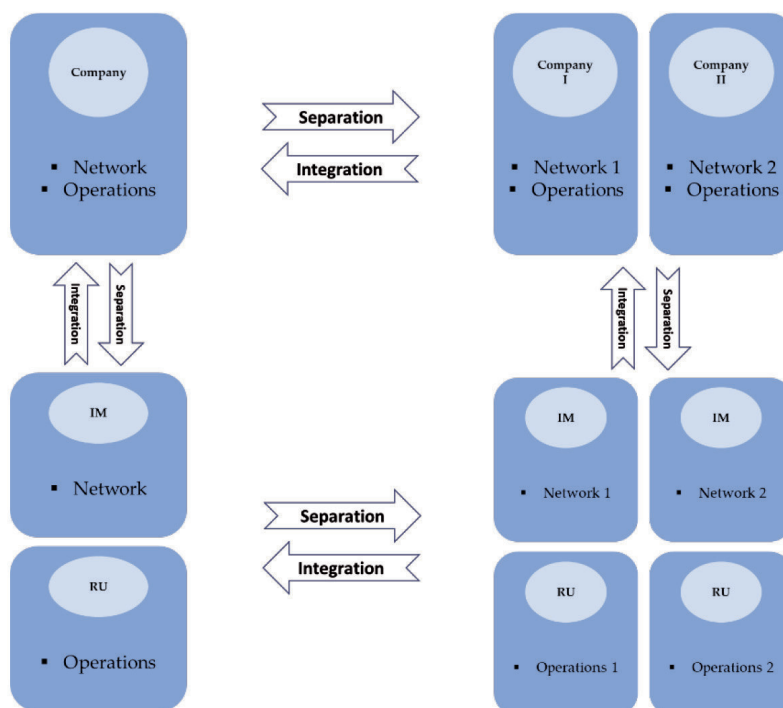 Company
▪ Network
▪ Operations
Separation
Integration
Company
I
▪ Network 1
▪ Operations
Company
II
▪ Network 2
▪ Operations
Integration
Separation
Integration
Separation
IM
▪ Network
RU
▪ Operations
Separation
Integration
IM
▪ Network 1
IM
▪ Network 2
RU
▪ Operations 1
RU
▪ Operations 2